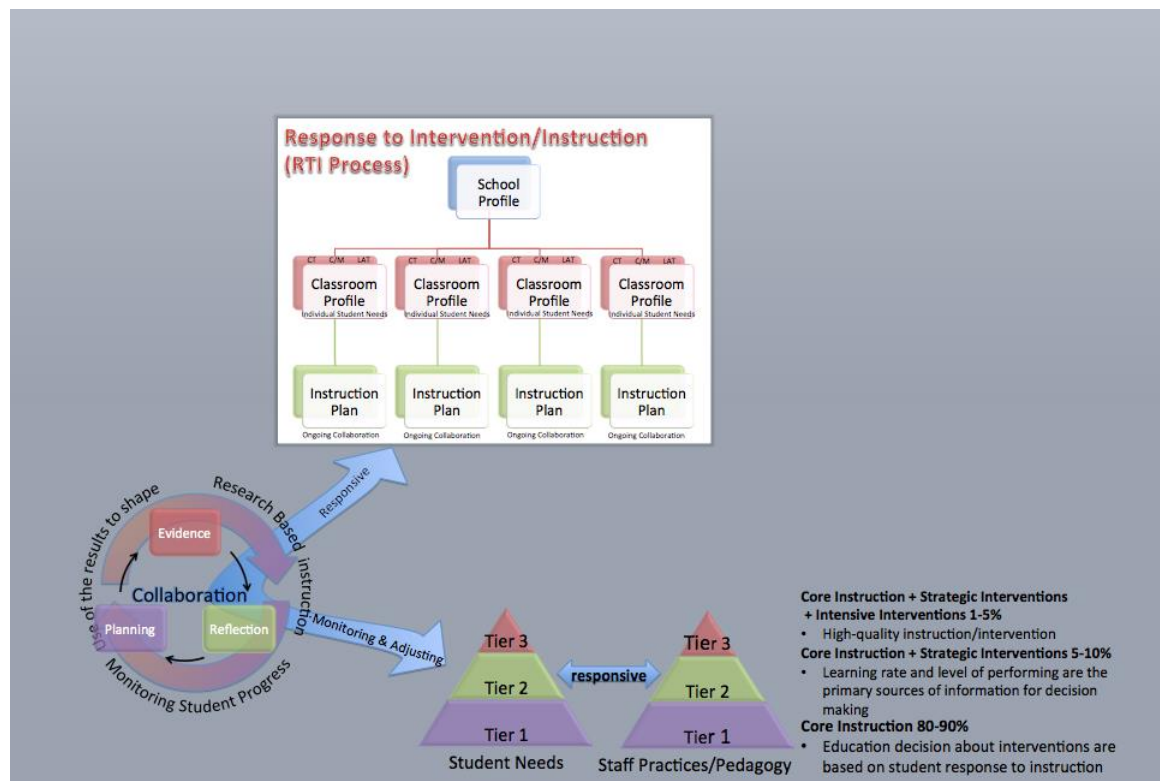 Response to Intervention/Instruction
(RTI Process)
School
Profile
CT C/M LAT
Classroom
Profile
Individual Student Needs
CT C/M LAT
Classroom
Profile
Individual Student Needs
CT C/M LAT
Classroom
Profile
Individual Student Needs
CT C/M LAT
Classroom
Profile
Individual Student Needs
Instruction
Plan
Ongoing Collaboration
Instruction
Plan
Ongoing Collaboration
Instruction
Plan
Ongoing Collaboration
Instruction
Plan
Ongoing Collaboration
Responsive
Use of the results to shape
Research Based instruction
Monitoring Student Progress
Evidence
Collaboration
Planning
Reflection
Monitoring & Adjusting
Tier 3
Tier 2
Tier 1
Student Needs
responsive
Tier 3
Tier 2
Tier 1
Staff Practices/Pedagogy
Core Instruction + Strategic Interventions
+ Intensive Interventions 1-5%
• High-quality instruction/intervention
Core Instruction + Strategic Interventions 5-10%
• Learning rate and level of performing are the
primary sources of information for decision
making
Core Instruction 80-90%
• Education decision about interventions are
based on student response to instruction